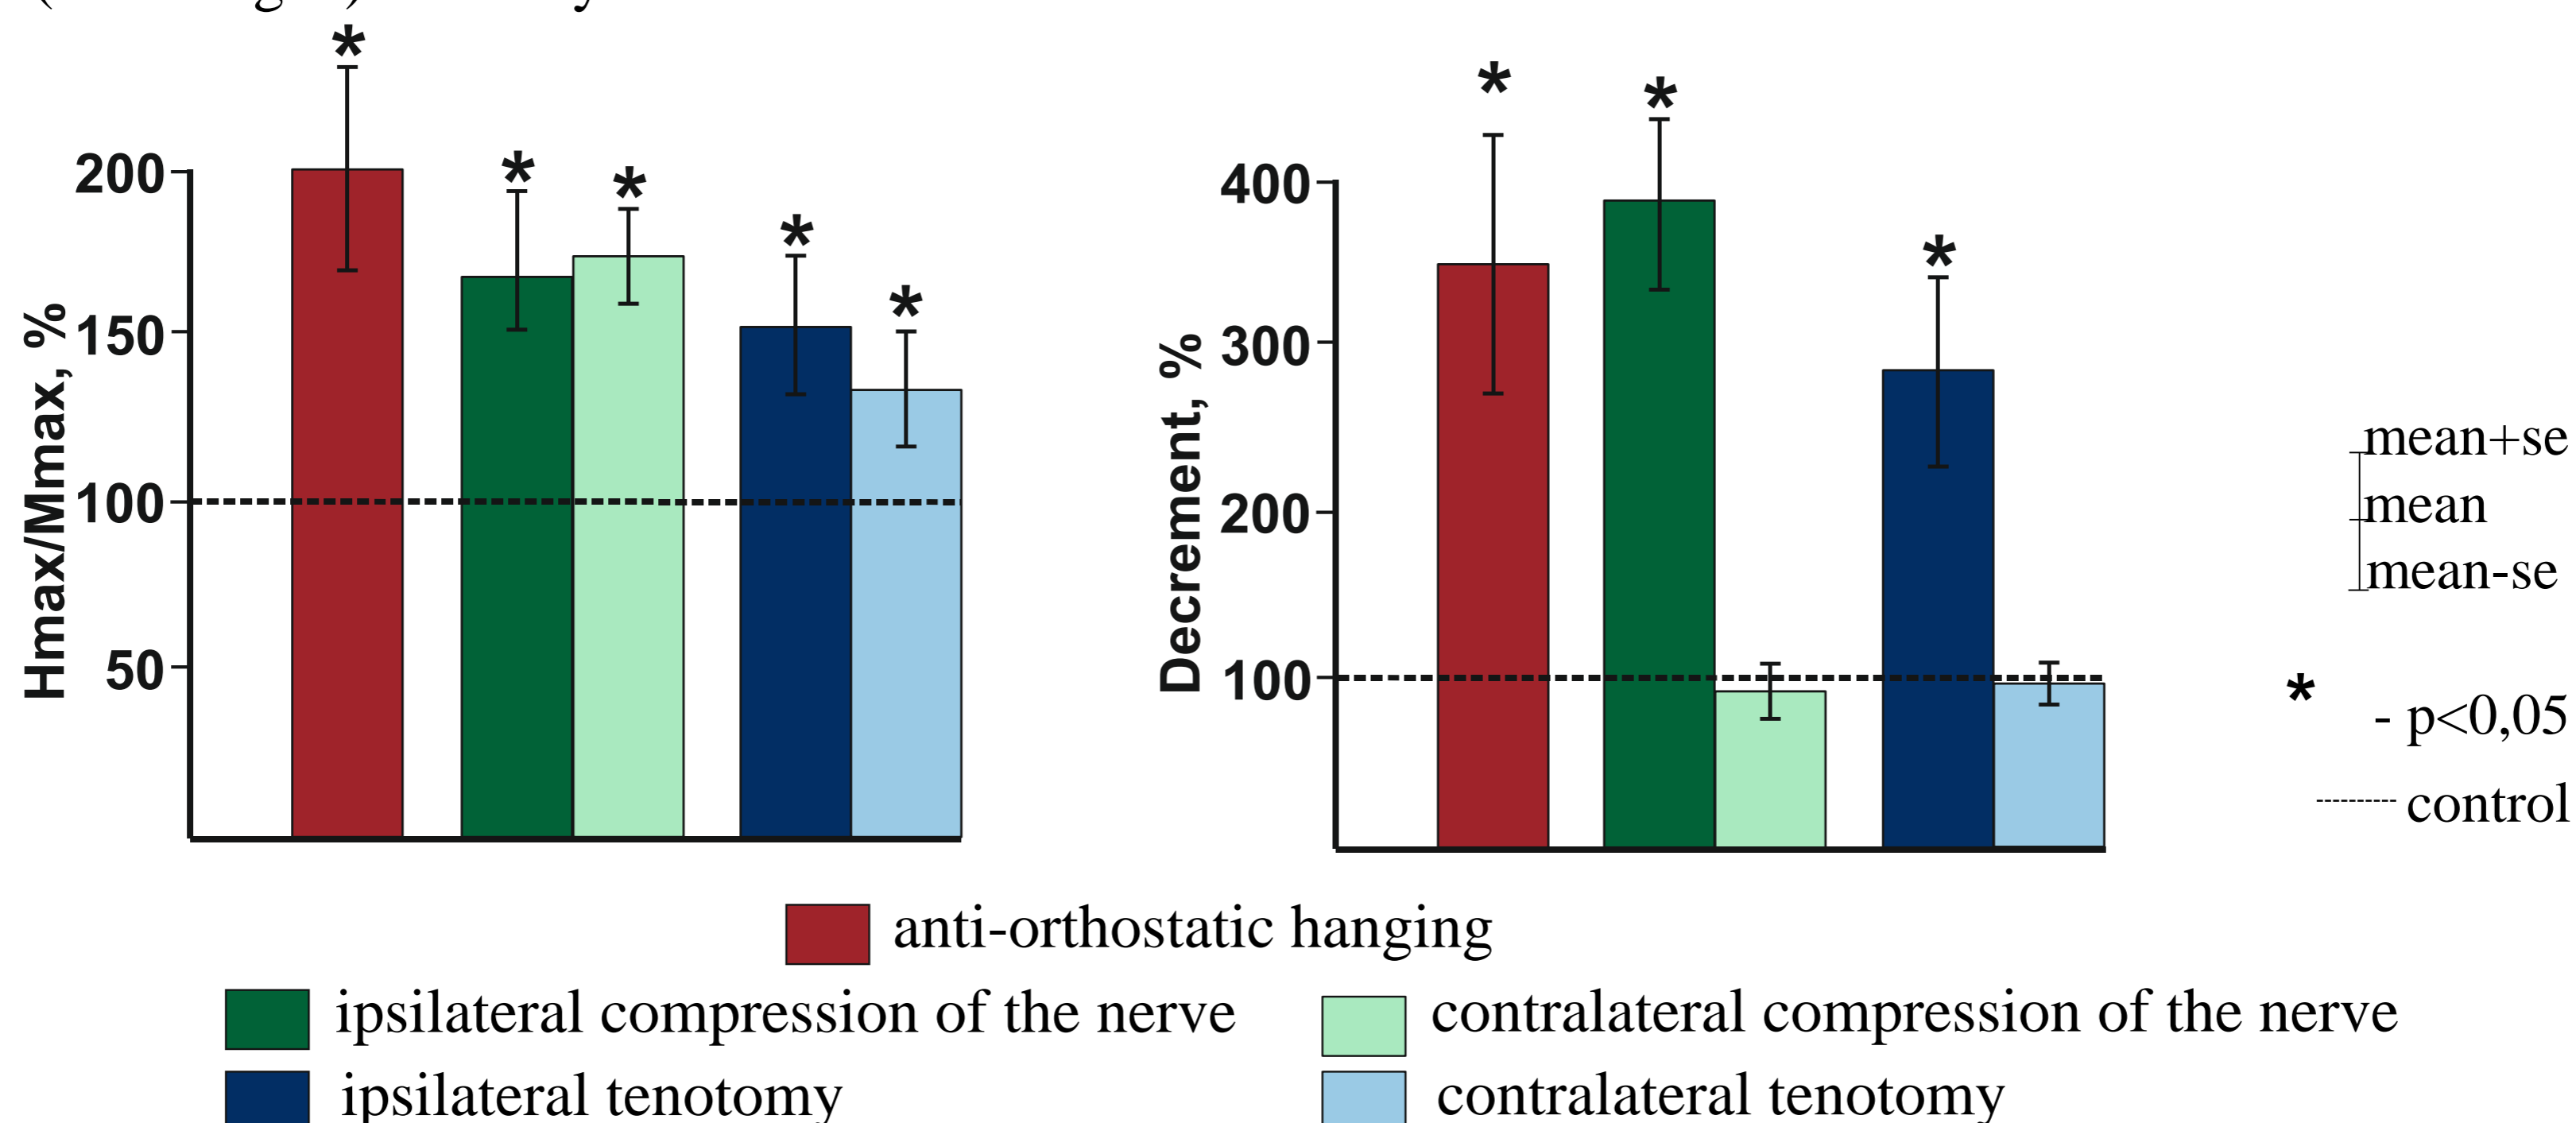 *
*
*
*
*
200
150
100
50
Hmax/Mmax, %
*
*
*
400
300
200
100
Decrement, %
mean+se
mean
mean-se
* - p<0,05
control
anti-orthostatic hanging
ipsilateral compression of the nerve
contralateral compression of the nerve
ipsilateral tenotomy
contralateral tenotomy